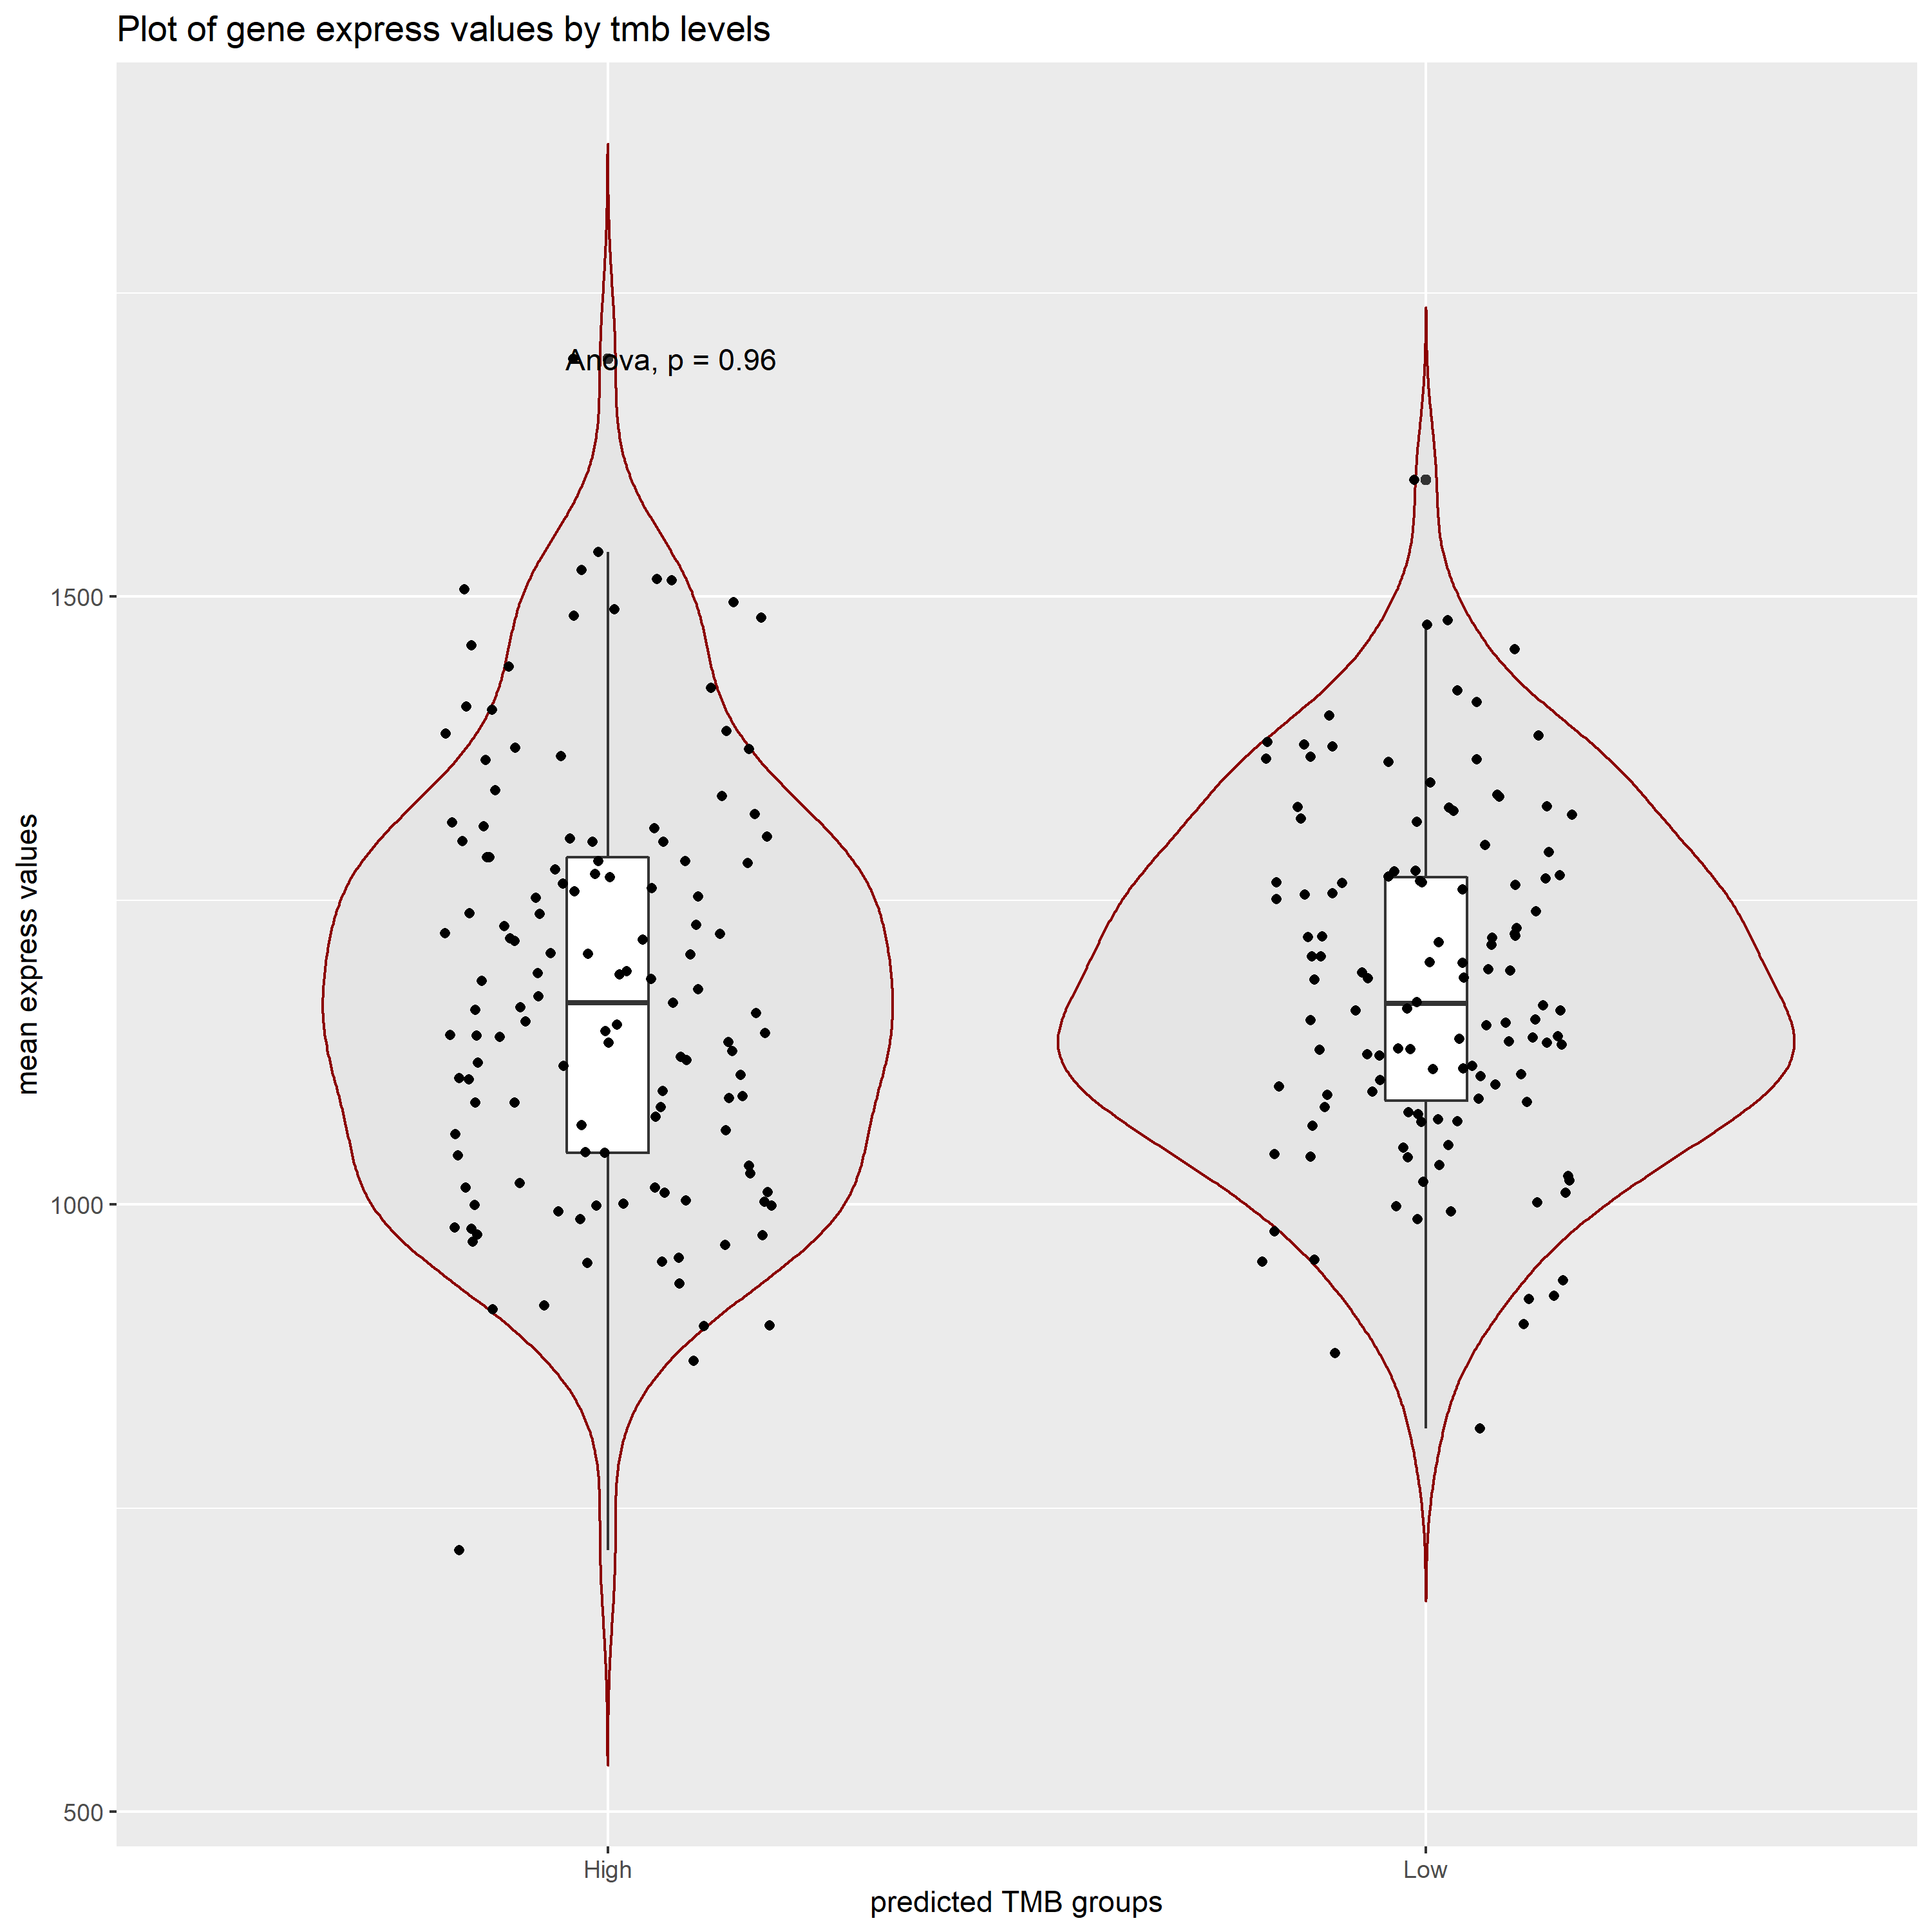 Plot of gene express values by tmb levels
Anova, p = 0.96
1500
mean express values
1000
500
High
Low
predicted TMB groups